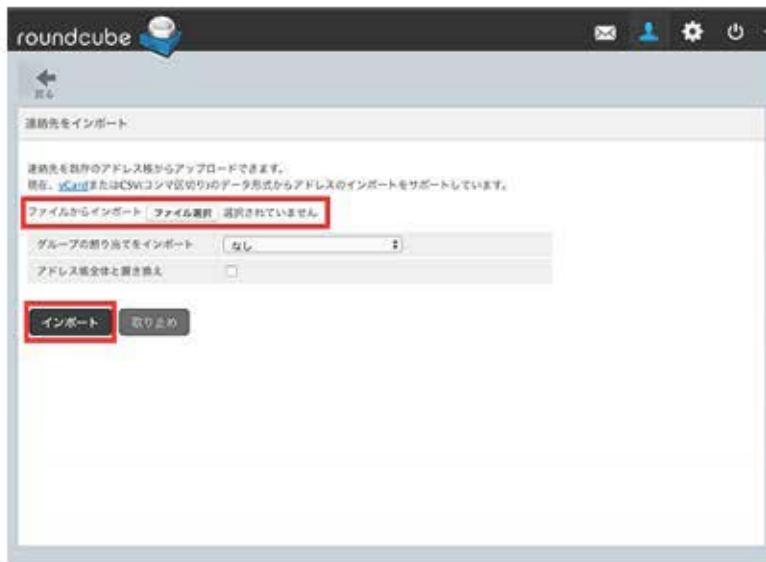 roundcube
戻る
連絡先をインポート
連絡先を既存のアドレス帳からアップロードできます。
現在、vCardまたはCSV(コンマ区切り)のデータ形式からアドレスのインポートをサポートしています。
ファイルからインポート ファイル選択 選択されていません
グループの割り当てをインポート なし
アドレス帳全体と置き換え
インポート 取り止め